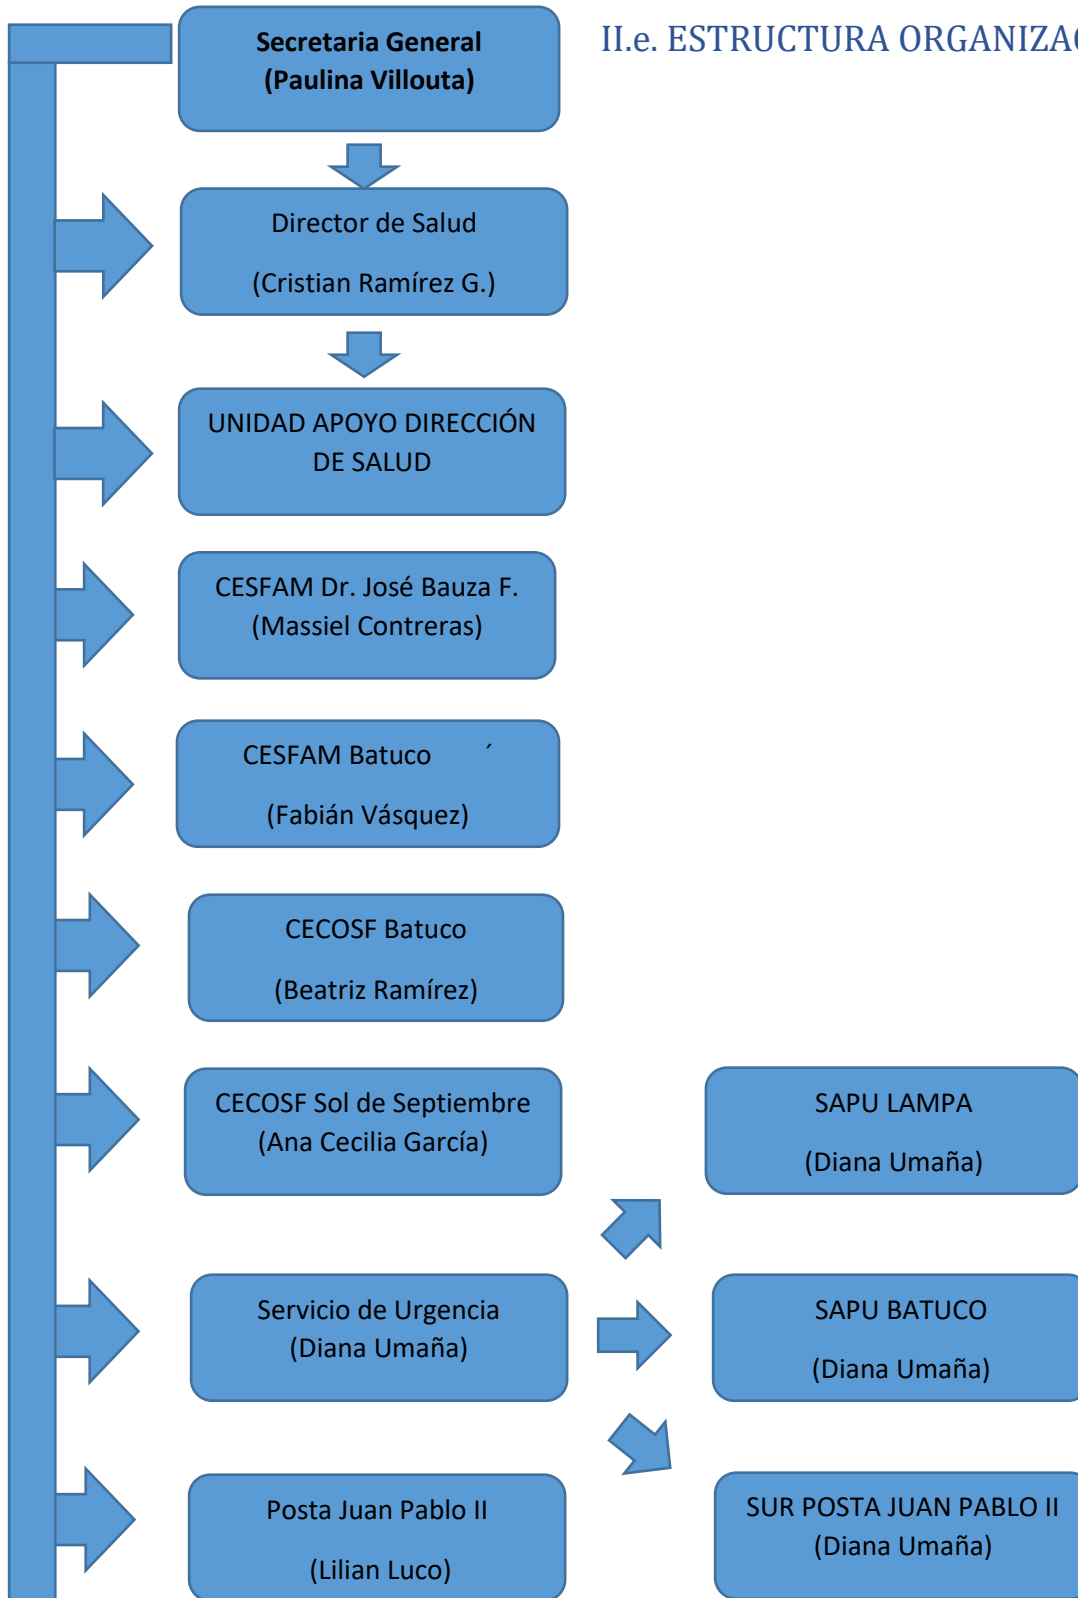 II.e. ESTRUCTURA ORGANIZA
Secretaria General
(Paulina Villouta)
Director de Salud
(Cristian Ramírez G.)
UNIDAD APOYO DIRECCIÓN
DE SALUD
CESFAM Dr. José Bauza F.
(Massiel Contreras)
CESFAM Batuco ´
(Fabián Vásquez)
CECOSF Batuco
(Beatriz Ramírez)
CECOSF Sol de Septiembre
(Ana Cecilia García)
SAPU LAMPA
(Diana Umaña)
Servicio de Urgencia
(Diana Umaña)
SAPU BATUCO
(Diana Umaña)
Posta Juan Pablo II
(Lilian Luco)
SUR POSTA JUAN PABLO II
(Diana Umaña)